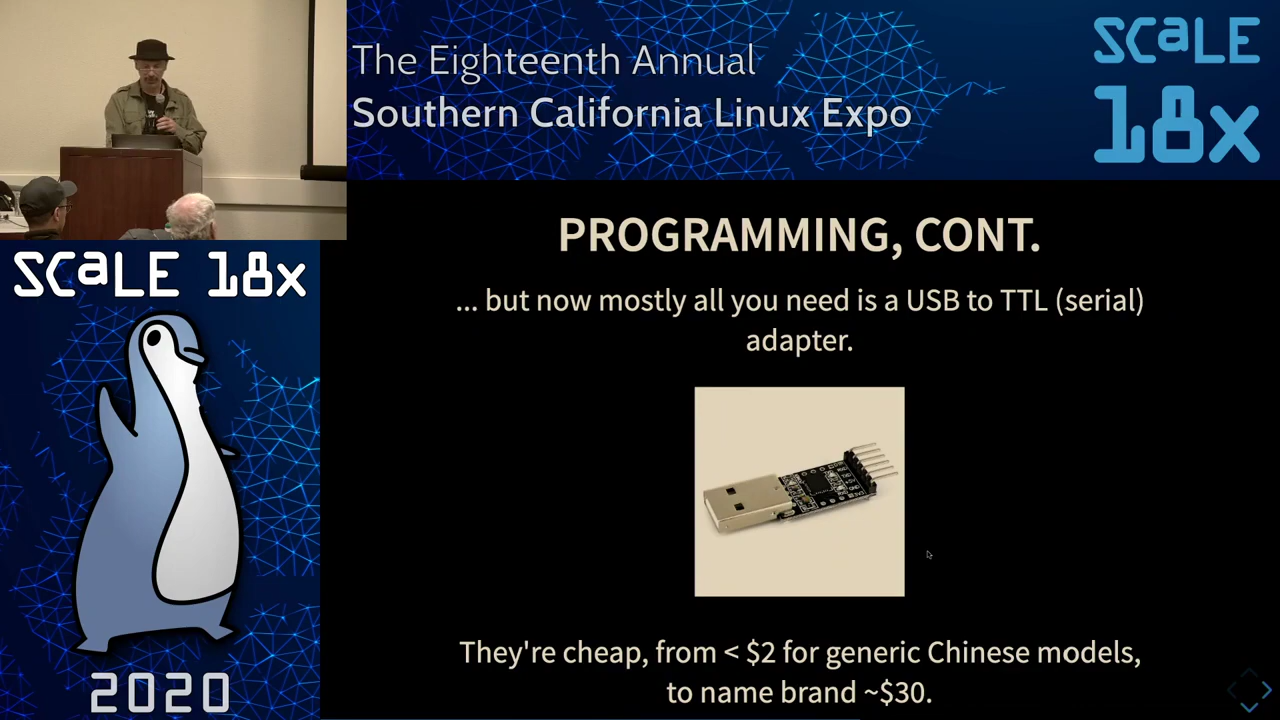 The Eighteenth Annual
Southern California Linux Expo
SCaLE
18x
SCaLE 18x
2020
PROGRAMMING, CONT.
... but now mostly all you need is a USB to TTL (serial)
adapter.
They're cheap, from < $2 for generic Chinese models,
to name brand ~$30.